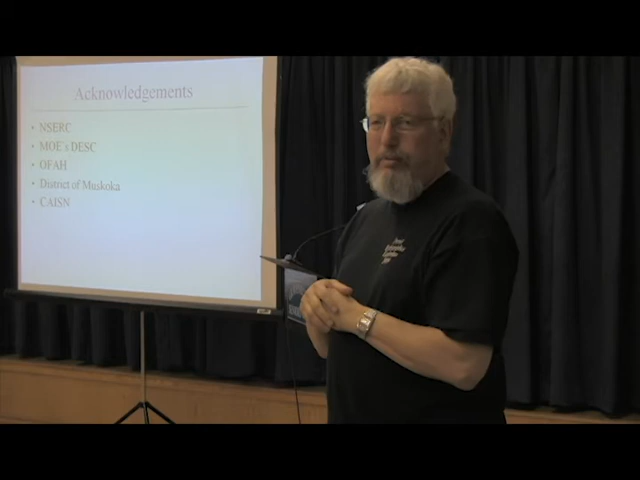 Acknowledgements
• NSERC
• MOE's DESC
• OFAH
• District of Muskoka
• CAISN